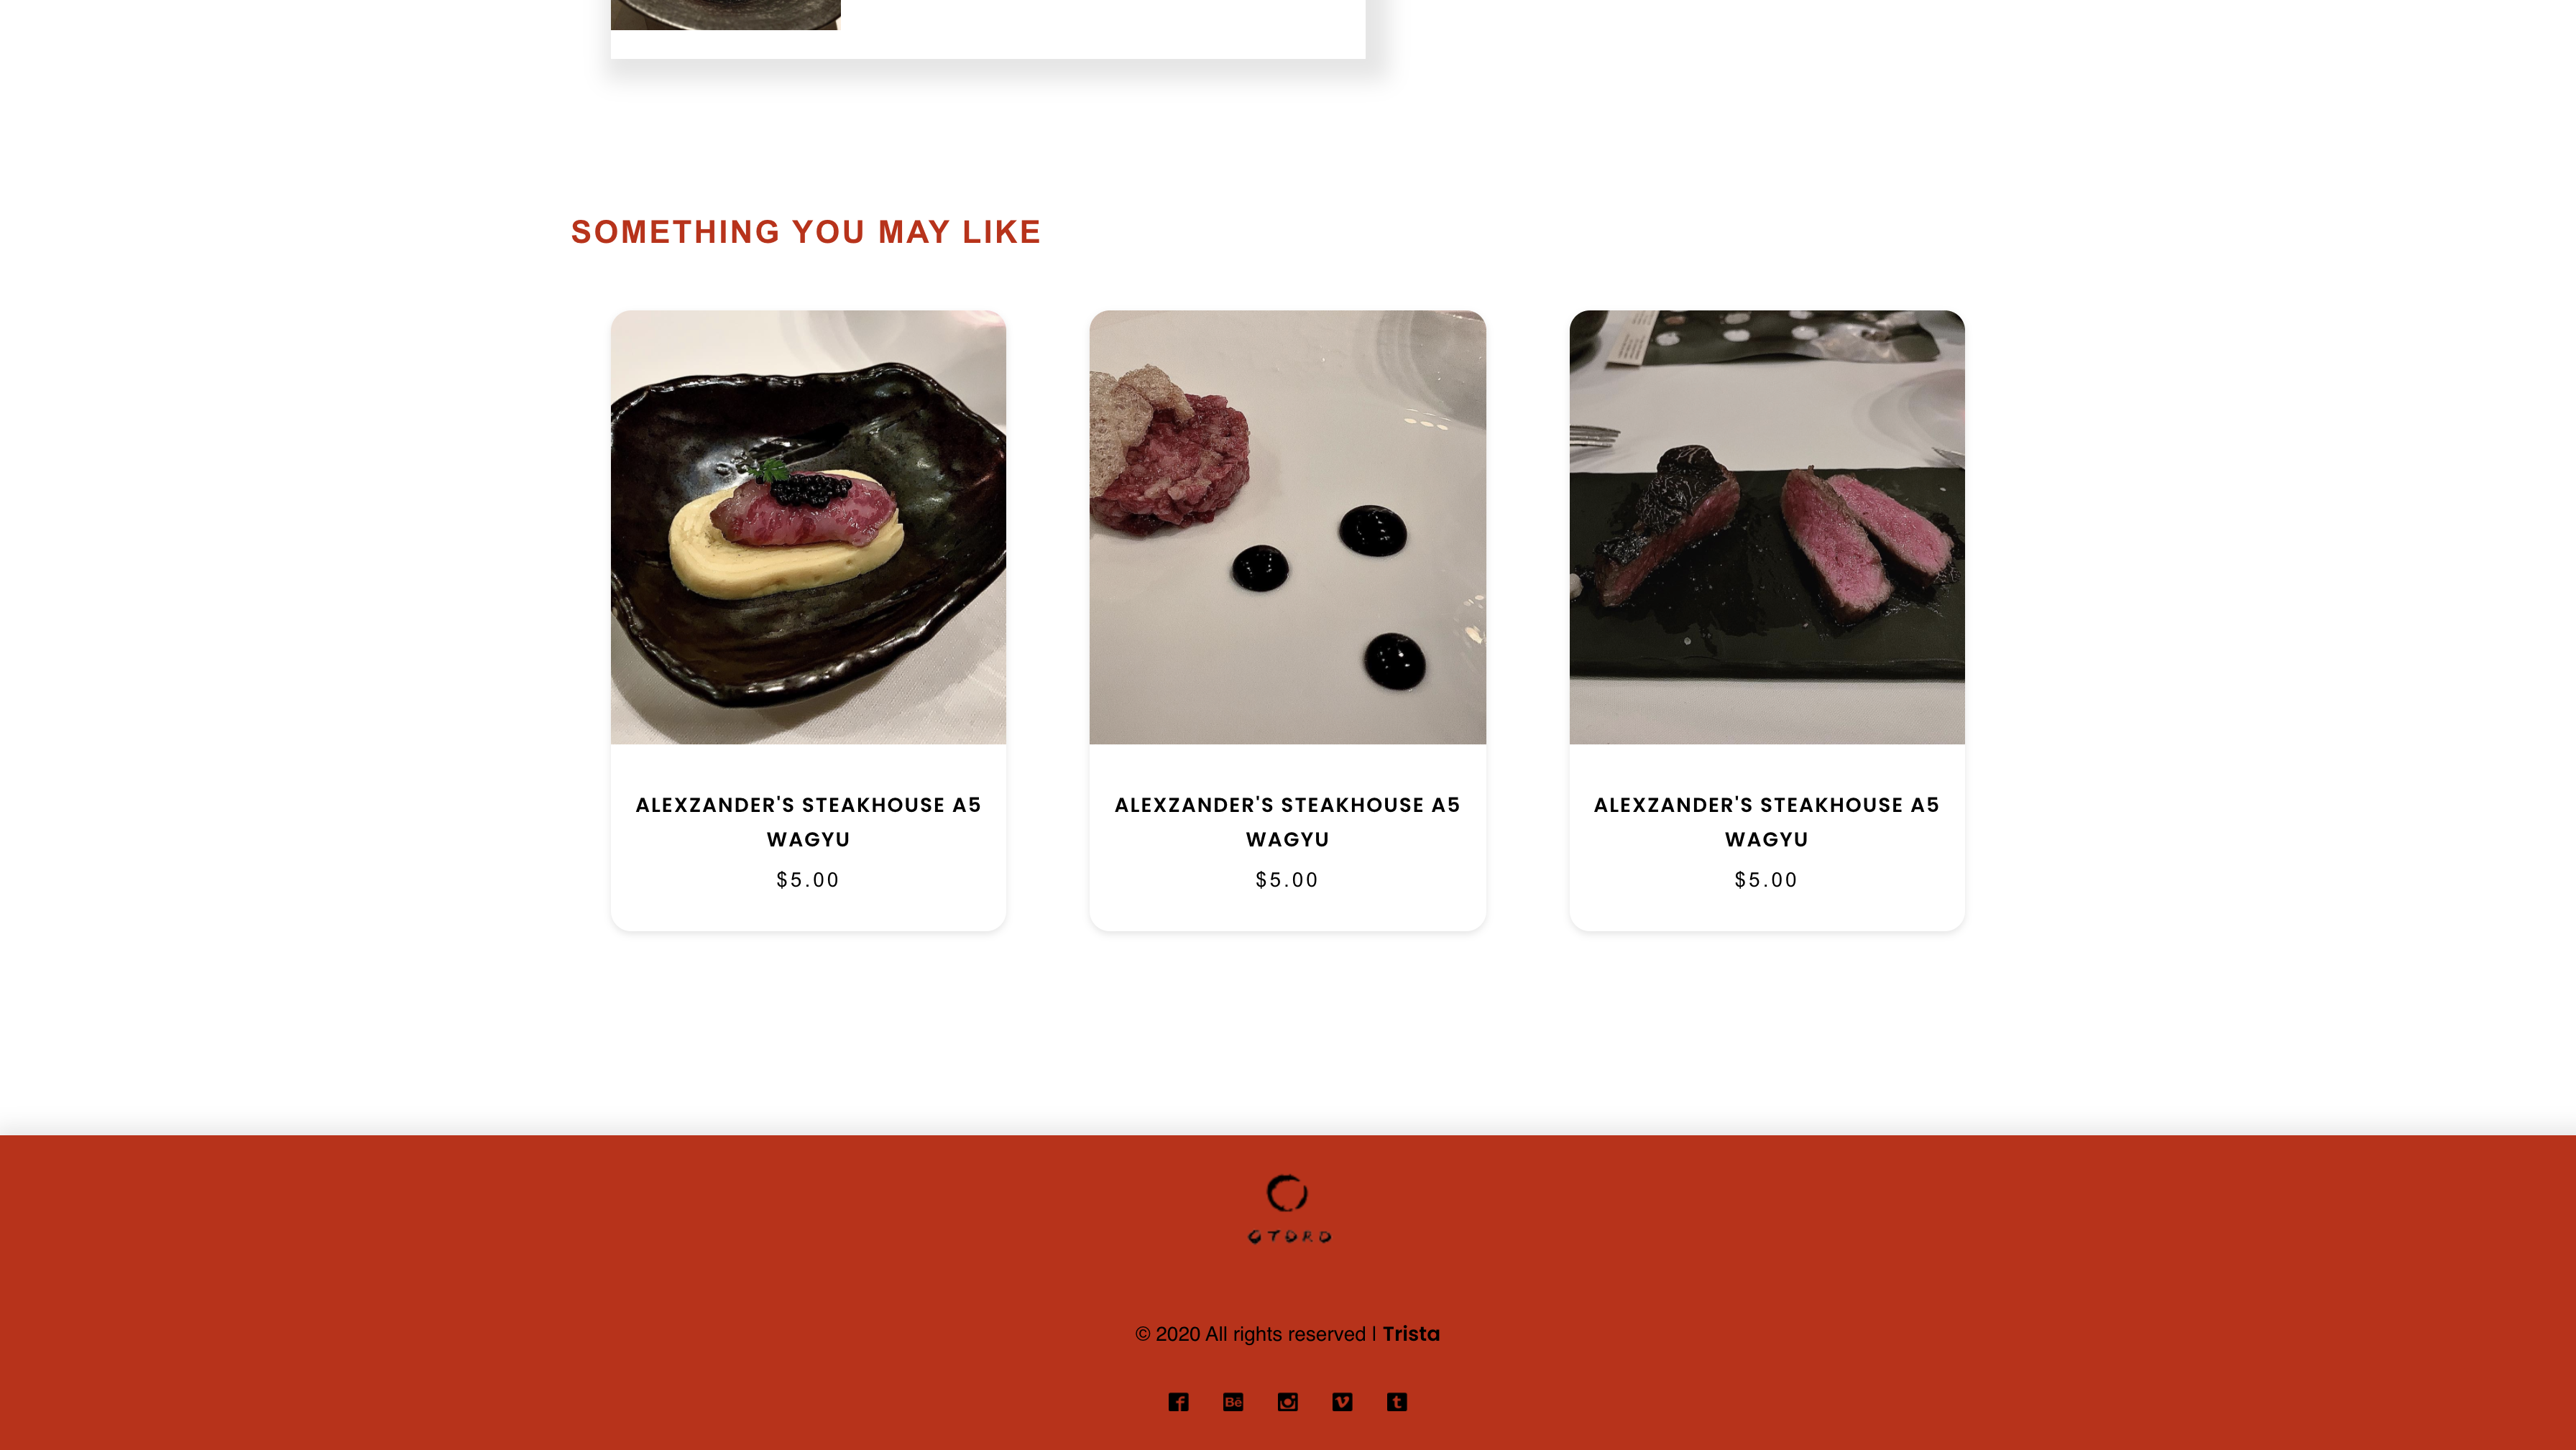 SOMETHING YOU MAY LIKE
ALEXZANDER'S STEAKHOUSE A5
WAGYU
$5.00
ALEXZANDER'S STEAKHOUSE A5
WAGYU
$5.00
ALEXZANDER'S STEAKHOUSE A5
WAGYU
$5.00
OTORO
© 2020 All rights reserved | Trista